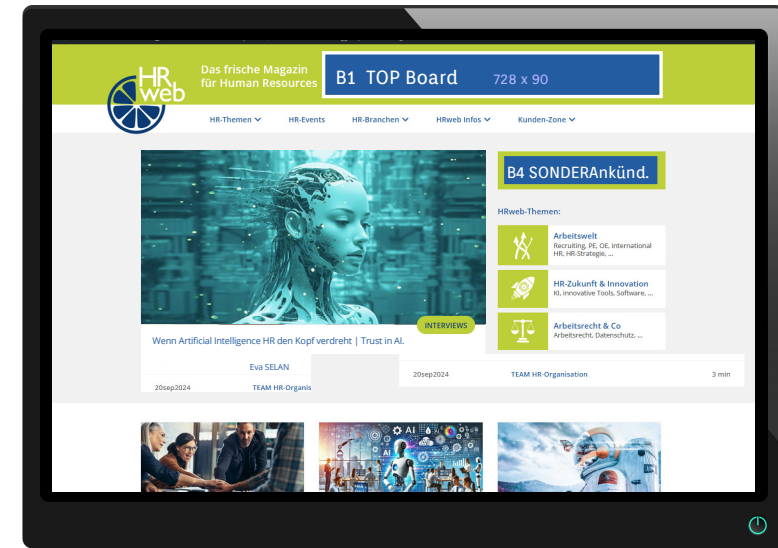 HR
web
Das frische Magazin
für Human Resources
B1 TOP Board 728 x 90
HR-Themen HR-Events HR-Branchen HRweb Infos Kunden-Zone
B4 SONDERAnkünd.
HRweb-Themen:
Arbeitswelt
Recruiting, PE, OE, international
HR, HR-Strategie, ...
HR-Zukunft & Innovation
KI, innovative Tools, Software, ...
Arbeitsrecht & Co
Arbeitsrecht, Datenschutz, ...
INTERVIEWS
Wenn Artificial Intelligence HR den Kopf verdreht | Trust in AI.
Eva SELAN
20sep2024 TEAM HR-Organis
20sep2024 TEAM HR-Organisation 3 min
AI
AI